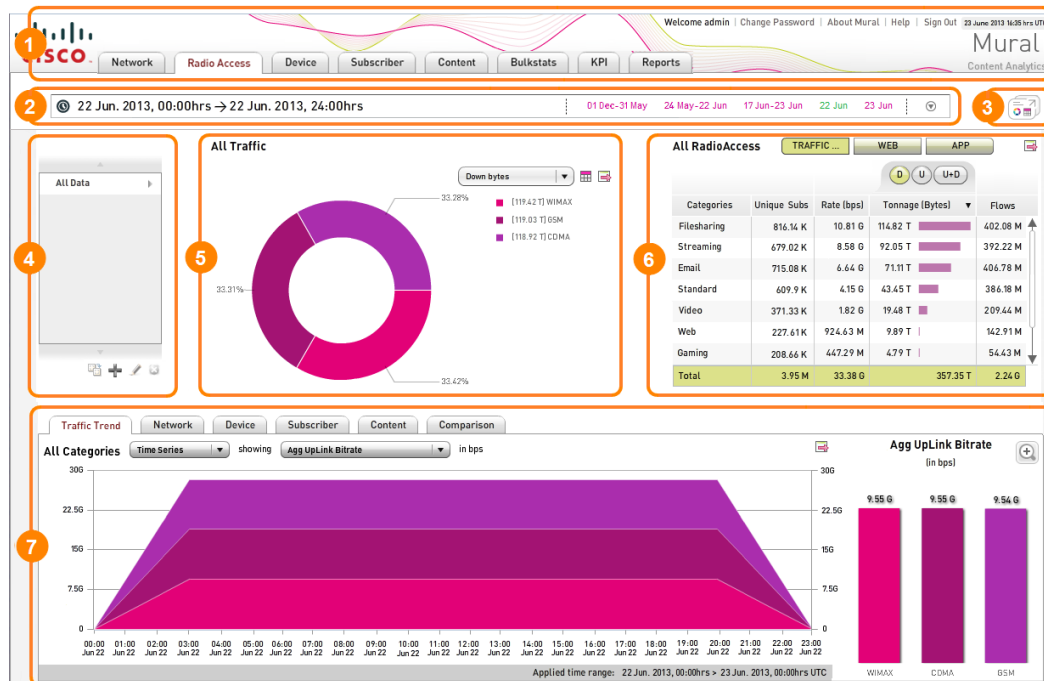 Welcome admin | Change Password | About Mural | Help | Sign Out 23 June 2013 16:35 hrs UTC
1
CISCO
Mural
Content Analytics
Network Radio Access Device Subscriber Content Bulkstats KPI Reports
2
22 Jun. 2013, 00:00hrs → 22 Jun. 2013, 24:00hrs
01 Dec-31 May 24 May-22 Jun 17 Jun-23 Jun 22 Jun 23 Jun
3
4
All Data
5
All Traffic
Down bytes
[119.42 T] WIMAX
[119.03 T] GSM
[118.92 T] CDMA
33.28%
33.31%
33.42%
6
All RadioAccess TRAFFIC ... WEB APP
D U U+D
Categories Unique Subs Rate (bps) Tonnage (Bytes) Flows
Filesharing 816.14 K 10.81 G 114.82 T 402.08 M
Streaming 679.02 K 8.58 G 92.05 T 392.22 M
Email 715.08 K 6.64 G 71.11 T 406.78 M
Standard 609.9 K 4.15 G 43.45 T 386.18 M
Video 371.33 K 1.82 G 19.48 T 209.44 M
Web 227.61 K 924.63 M 9.89 T 142.91 M
Gaming 208.66 K 447.29 M 4.79 T 54.43 M
Total 3.95 M 33.38 G 357.35 T 2.24 G
7
Traffic Trend Network Device Subscriber Content Comparison
All Categories Time Series showing Agg UpLink Bitrate in bps
30G
22.5G
15G
7.5G
0
30G
22.5G
15G
7.5G
0
00:00 01:00 02:00 03:00 04:00 05:00 06:00 07:00 08:00 09:00 10:00 11:00 12:00 13:00 14:00 15:00 16:00 17:00 18:00 19:00 20:00 21:00 22:00 23:00
Jun 22 Jun 22 Jun 22 Jun 22 Jun 22 Jun 22 Jun 22 Jun 22 Jun 22 Jun 22 Jun 22 Jun 22 Jun 22 Jun 22 Jun 22 Jun 22 Jun 22 Jun 22 Jun 22 Jun 22 Jun 22 Jun 22 Jun 22 Jun 22
Applied time range: 22 Jun. 2013, 00:00hrs > 23 Jun. 2013, 00:00hrs UTC
Agg UpLink Bitrate
(in bps)
9.55 G 9.55 G 9.54 G
WIMAX CDMA GSM